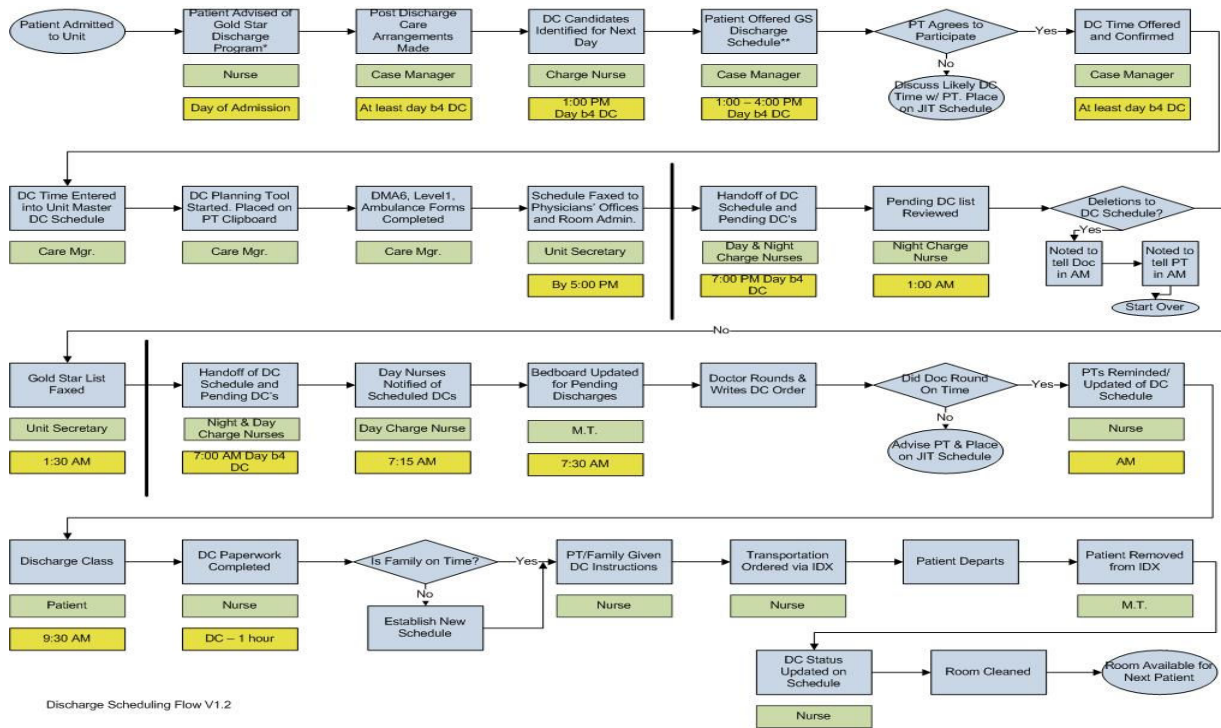 Patient Admitted
to Unit
Patient Advised of
Gold Star
Discharge
Program*
Nurse
Day of Admission
Post Discharge
Care
Arrangements
Made
Case Manager
At least day b4 DC
DC Candidates
Identified for Next
Day
Charge Nurse
1:00 PM
Day b4 DC
Patient Offered GS
Discharge
Schedule**
Case Manager
1:00 – 4:00 PM
Day b4 DC
PT Agrees to
Participate
Yes
No
Discuss Likely DC
Time w/ PT. Place
on JIT Schedule
DC Time Offered
and Confirmed
Case Manager
At least day b4 DC
DC Time Entered
into Unit Master
DC Schedule
Care Mgr.
DC Planning Tool
Started. Placed on
PT Clipboard
Care Mgr.
DMA6, Level1,
Ambulance Forms
Completed
Care Mgr.
Schedule Faxed to
Physicians' Offices
and Room Admin.
Unit Secretary
By 5:00 PM
Handoff of DC
Schedule and
Pending DC's
Day & Night
Charge Nurses
7:00 PM Day b4
DC
Pending DC list
Reviewed
Night Charge
Nurse
1:00 AM
Deletions to
DC Schedule?
Yes
Noted to
tell Doc
in AM
Noted to
tell PT
in AM
Start Over
No
Gold Star List
Faxed
Unit Secretary
1:30 AM
Handoff of DC
Schedule and
Pending DC's
Night & Day
Charge Nurses
7:00 AM Day b4
DC
Day Nurses
Notified of
Scheduled DCs
Day Charge Nurse
7:15 AM
Bedboard Updated
for Pending
Discharges
M.T.
7:30 AM
Doctor Rounds &
Writes DC Order
Did Doc Round
On Time
Yes
No
Advise PT & Place
on JIT Schedule
PTs Reminded/
Updated of DC
Schedule
Nurse
AM
Discharge Class
Patient
9:30 AM
DC Paperwork
Completed
Nurse
DC – 1 hour
Is Family on Time?
Yes
No
Establish New
Schedule
PT/Family Given
DC Instructions
Nurse
Transportation
Ordered via IDX
Nurse
Patient Departs
Patient Removed
from IDX
M.T.
DC Status
Updated on
Schedule
Nurse
Room Cleaned
Room Available for
Next Patient
Discharge Scheduling Flow V1.2